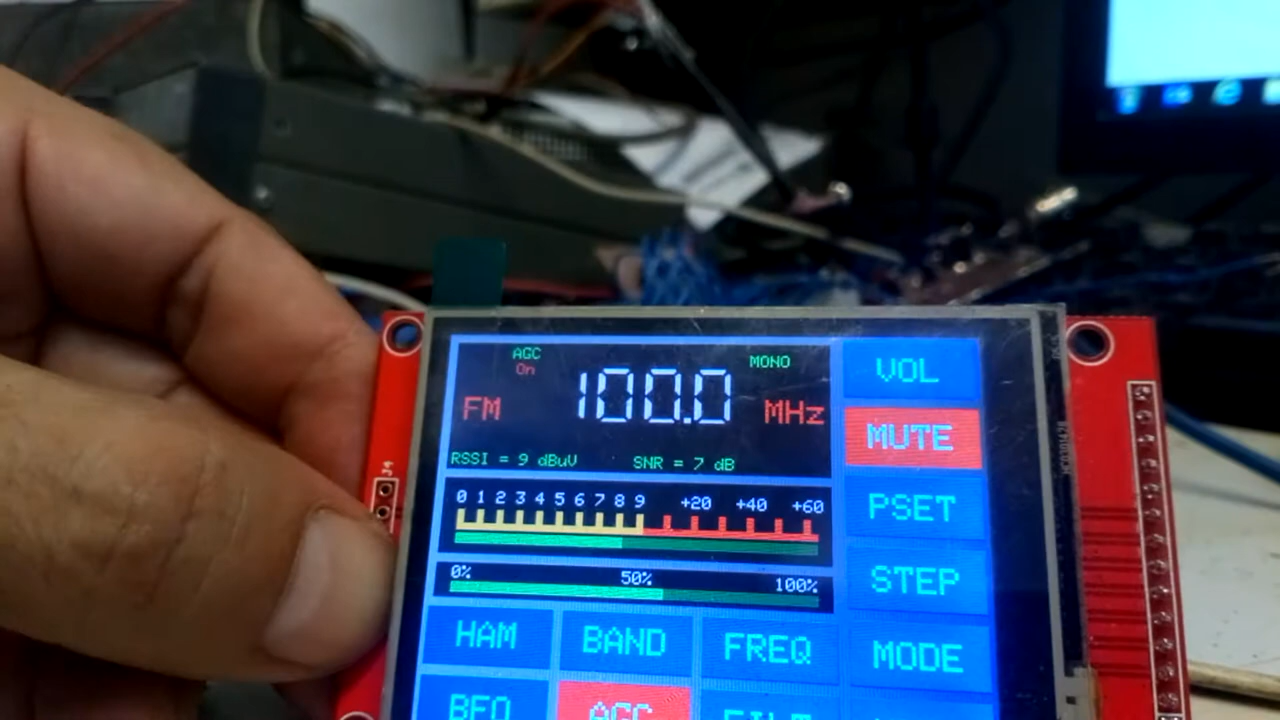 AGC
On
MONO
VOL
FM 100.0 MHz
MUTE
RSSI = 9 dBuV SNR = 7 dB
0 1 2 3 4 5 6 7 8 9 +20 +40 +60
PSET
0% 50% 100%
STEP
HAM BAND FREQ MODE
BFO AGC FILT
J4